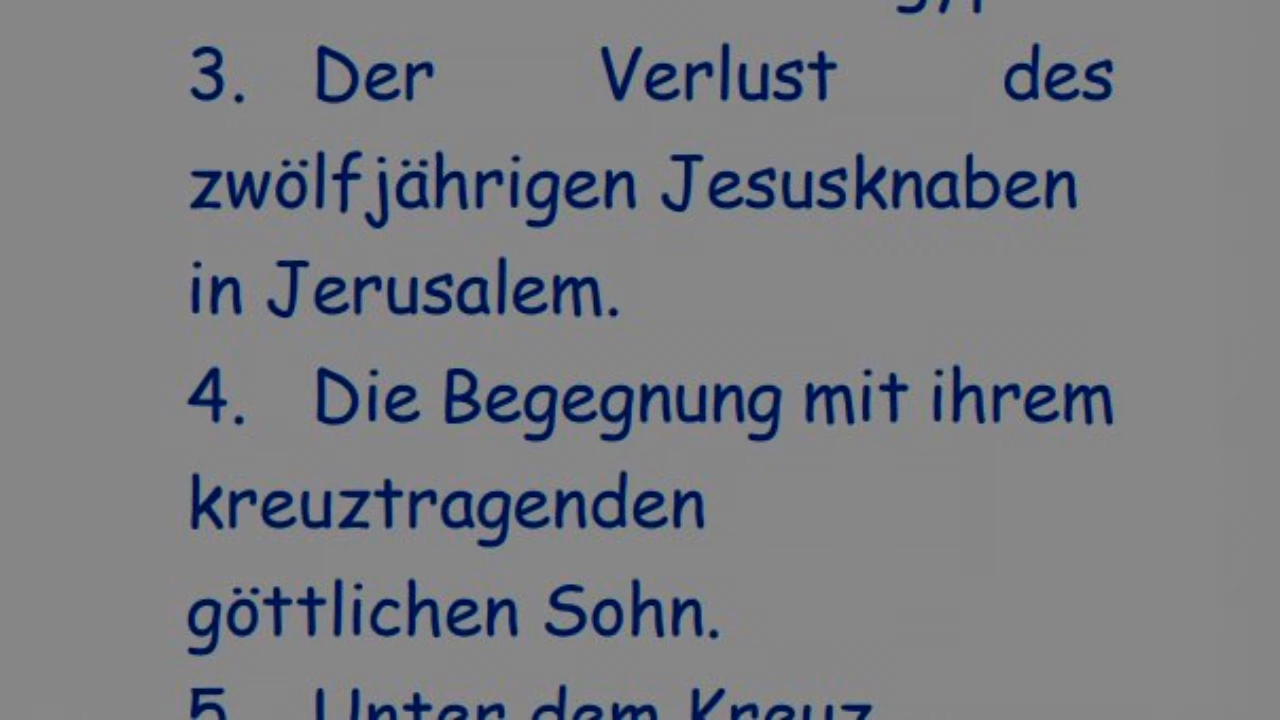 3. Der Verlust des
zwölfjährigen Jesusknaben
in Jerusalem.
4. Die Begegnung mit ihrem
kreuztragenden
göttlichen Sohn.
5. Unter dem Kreuz